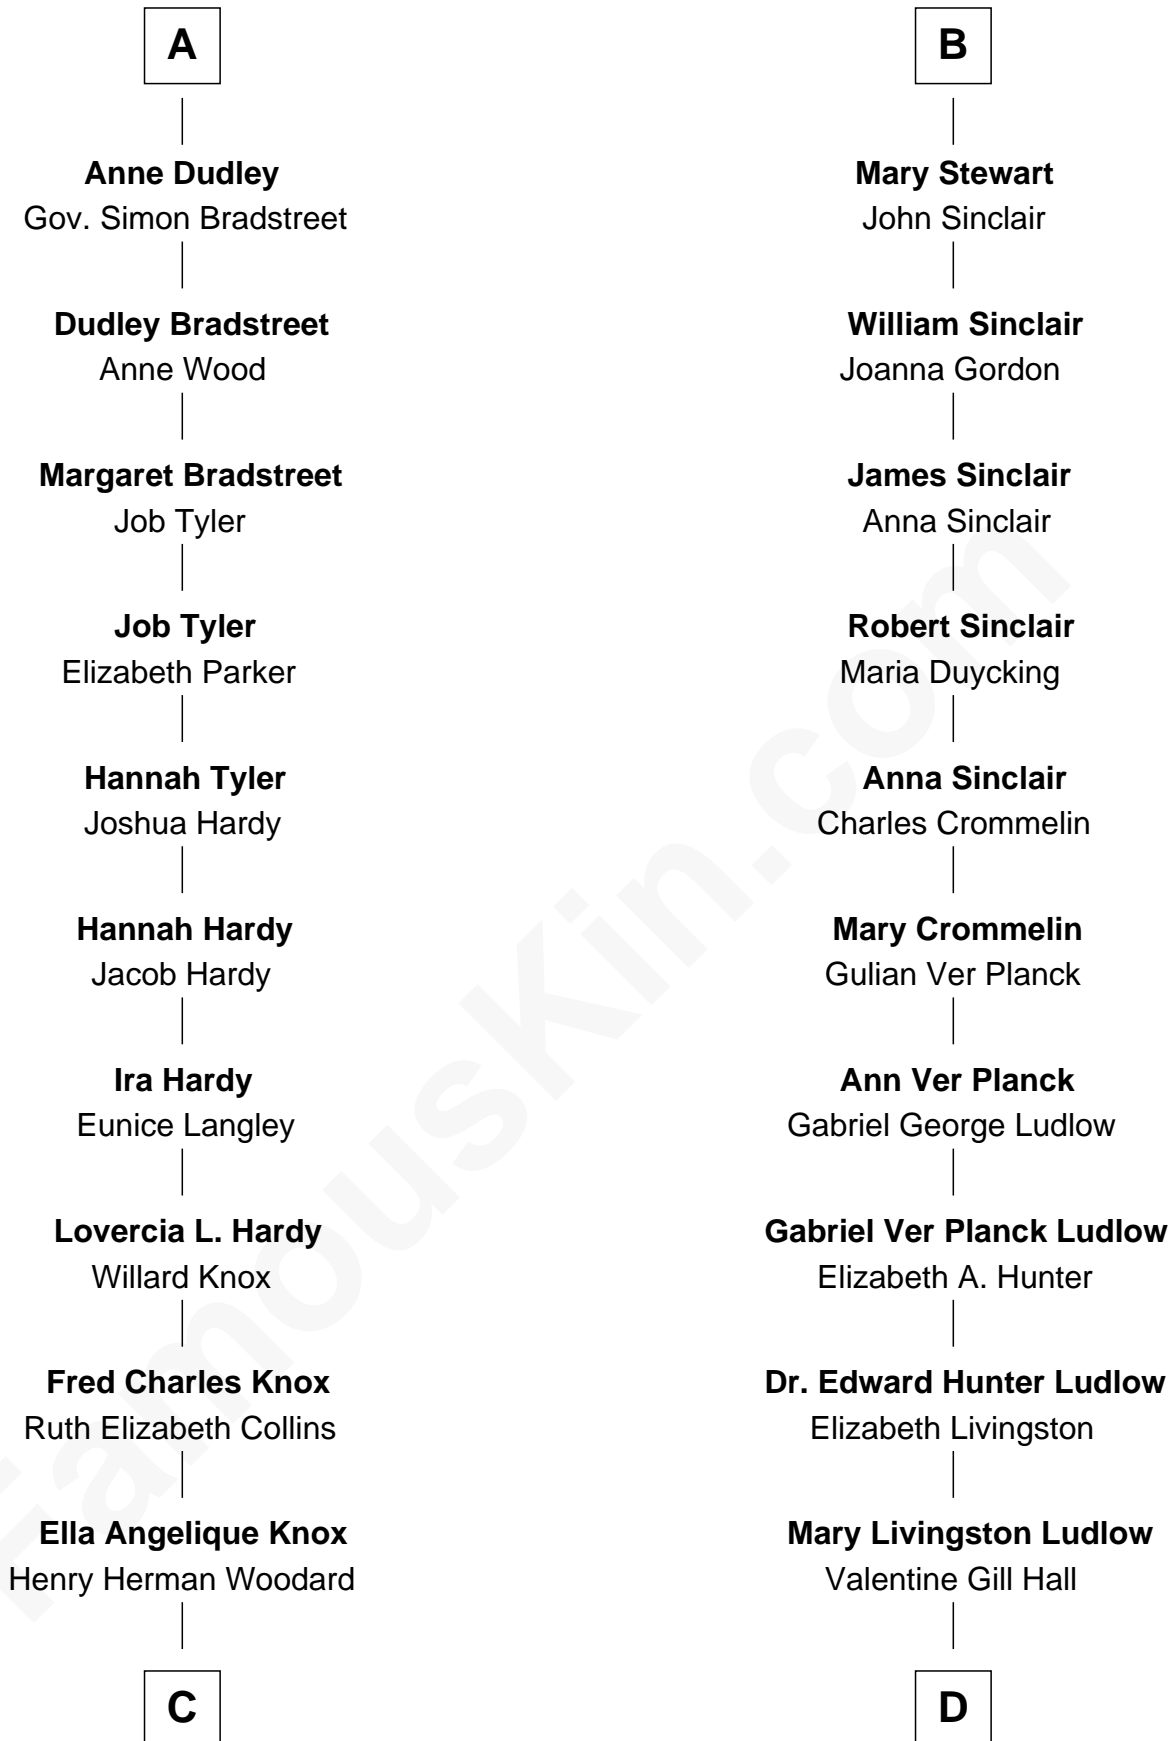 A
Anne Dudley
Gov. Simon Bradstreet
Dudley Bradstreet
Anne Wood
Margaret Bradstreet
Job Tyler
Job Tyler
Elizabeth Parker
Hannah Tyler
Joshua Hardy
Hannah Hardy
Jacob Hardy
Ira Hardy
Eunice Langley
Lovercia L. Hardy
Willard Knox
Fred Charles Knox
Ruth Elizabeth Collins
Ella Angelique Knox
Henry Herman Woodard
C
B
Mary Stewart
John Sinclair
William Sinclair
Joanna Gordon
James Sinclair
Anna Sinclair
Robert Sinclair
Maria Duycking
Anna Sinclair
Charles Crommelin
Mary Crommelin
Gulian Ver Planck
Ann Ver Planck
Gabriel George Ludlow
Gabriel Ver Planck Ludlow
Elizabeth A. Hunter
Dr. Edward Hunter Ludlow
Elizabeth Livingston
Mary Livingston Ludlow
Valentine Gill Hall
D
FamousKin.com